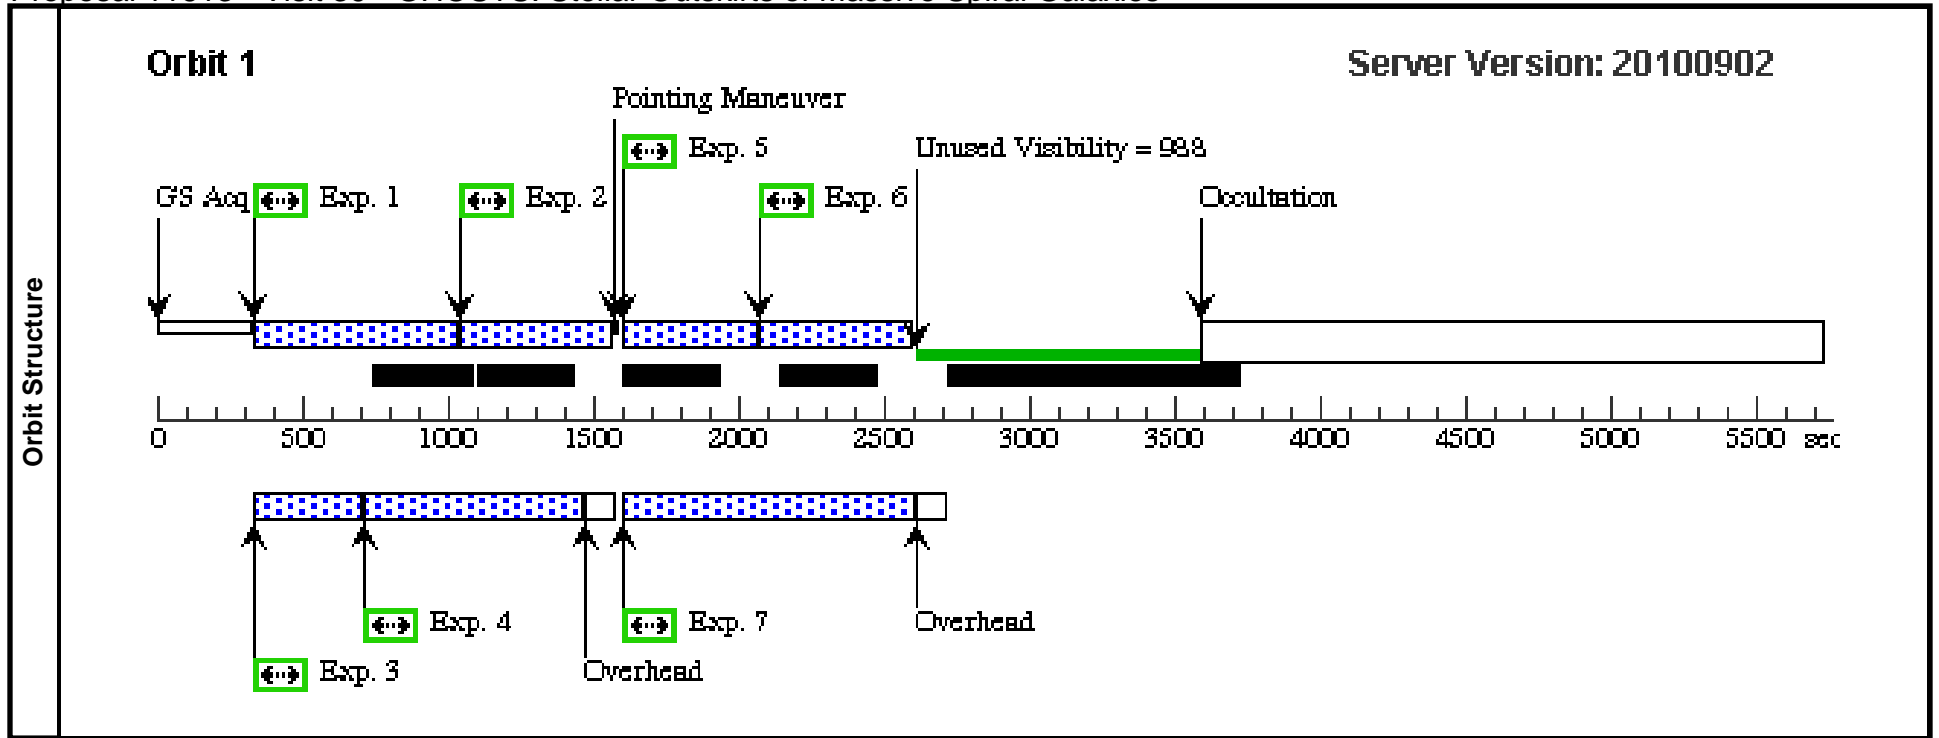 Orbit 1
Server Version: 20100902
Pointing Maneuver
Exp. 5
Unused Visibility = 988
GS Acq
Exp. 1
Exp. 2
Exp. 6
Occultation
Orbit Structure
0 500 1000 1500 2000 2500 3000 3500 4000 4500 5000 5500 sec
Exp. 4
Exp. 7
Overhead
Exp. 3
Overhead